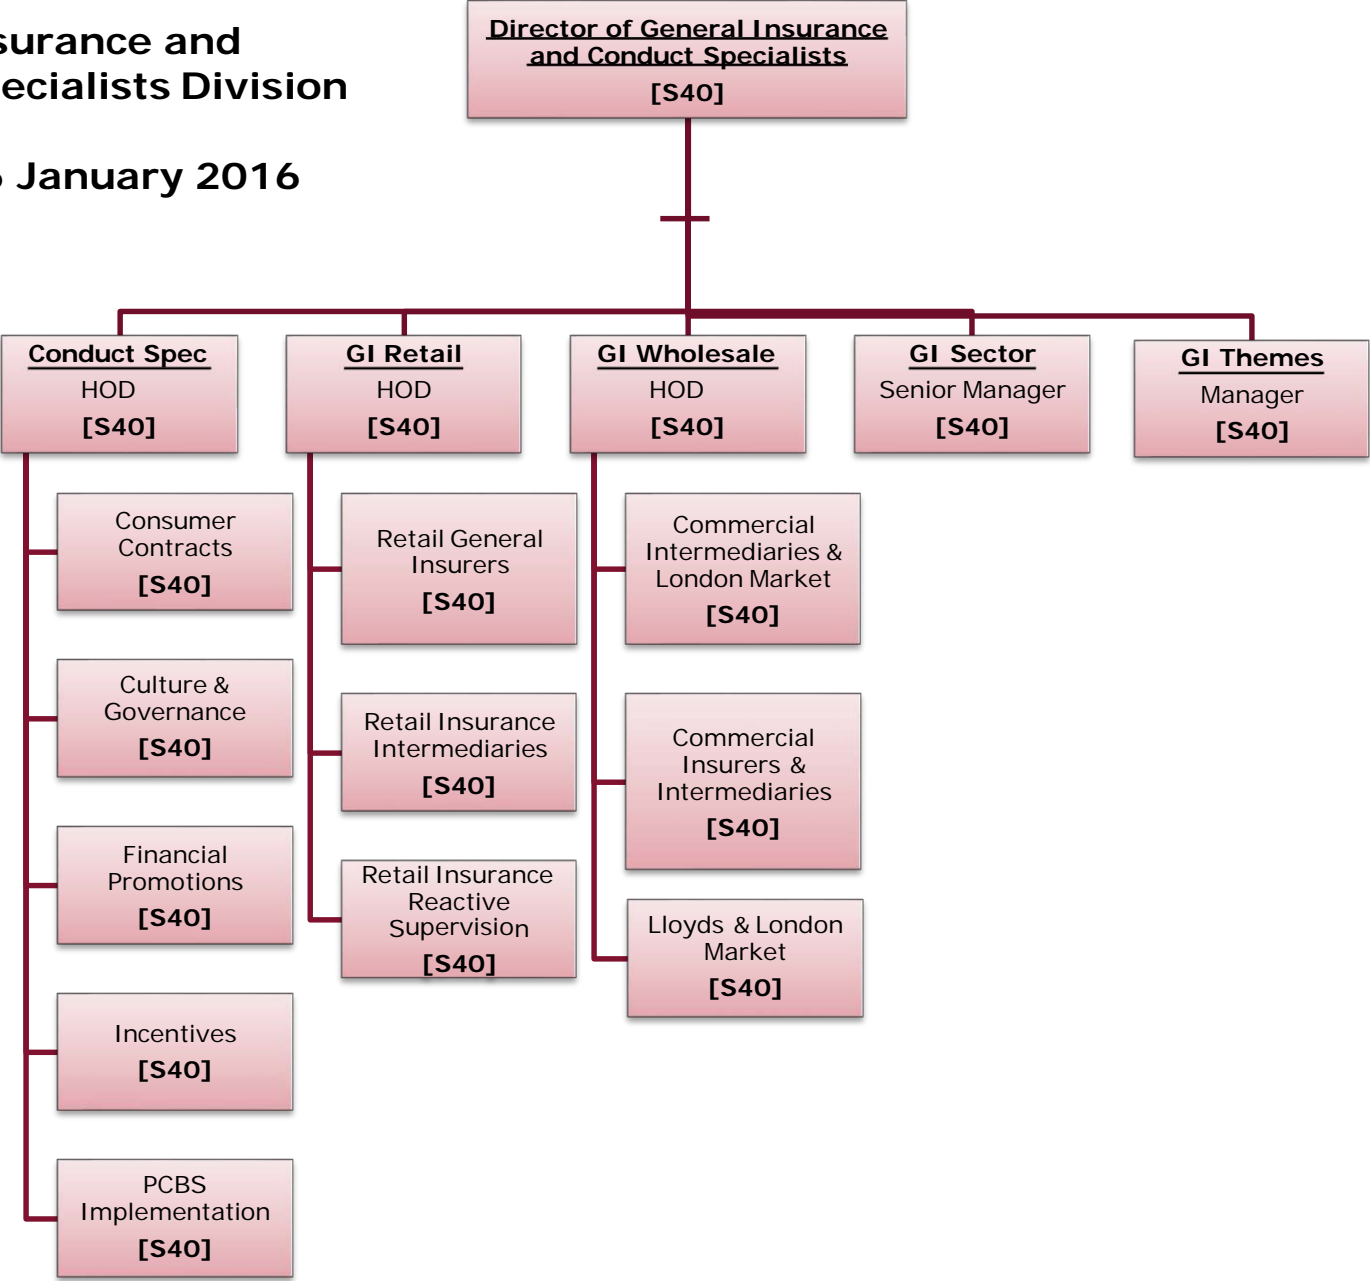 Director of General Insurance
and Conduct Specialists
[S40]
and
Specialists Division
January 2016
Conduct Spec
HOD
[S40]
GI Retail
HOD
[S40]
GI Wholesale
HOD
[S40]
GI Sector
Senior Manager
[S40]
GI Themes
Manager
[S40]
Consumer
Contracts
[S40]
Culture &
Governance
[S40]
Financial
Promotions
[S40]
Incentives
[S40]
PCBS
Implementation
[S40]
Retail General
Insurers
[S40]
Retail Insurance
Intermediaries
[S40]
Retail Insurance
Reactive
Supervision
[S40]
Commercial
Intermediaries &
London Market
[S40]
Commercial
Insurers &
Intermediaries
[S40]
Lloyds & London
Market
[S40]